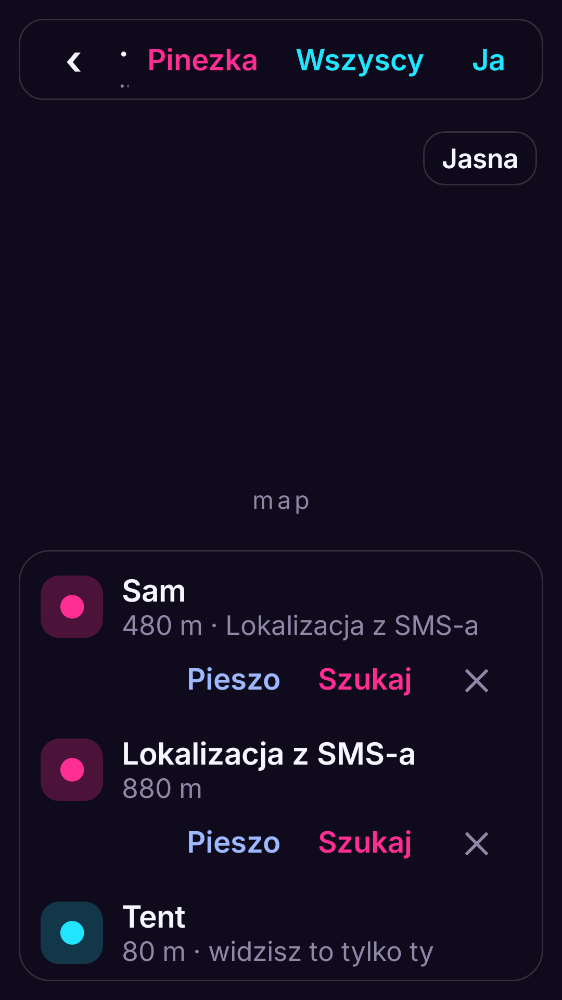 Pinezka Wszyscy Ja
Jasna
map
Sam
480 m · Lokalizacja z SMS-a
Pieszo Szukaj
Lokalizacja z SMS-a
880 m
Pieszo Szukaj
Tent
80 m · widzisz to tylko ty